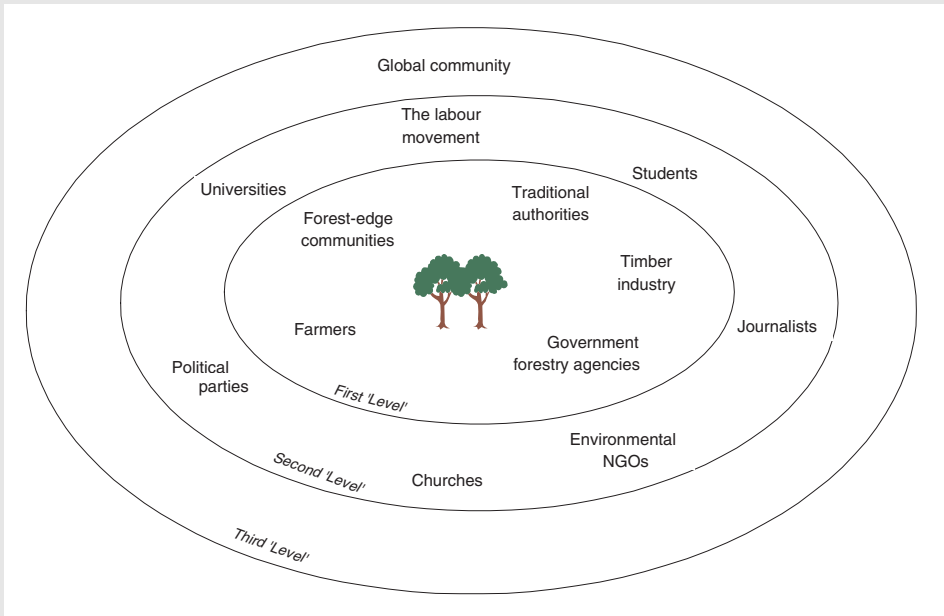 Global community
The labour
movement
Students
Universities
Traditional
authorities
Forest-edge
communities
Timber
industry
Farmers
Journalists
Government
forestry agencies
Political
parties
First 'Level'
Environmental
NGOs
Second 'Level'
Churches
Third 'Level'